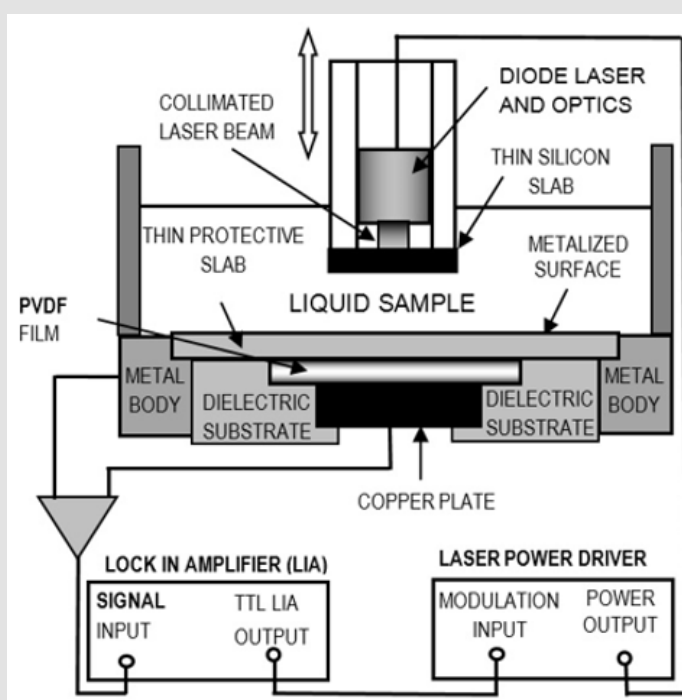 DIODE LASER
AND OPTICS
COLLIMATED
LASER BEAM
THIN SILICON
SLAB
THIN PROTECTIVE
SLAB
METALIZED
SURFACE
LIQUID SAMPLE
PVDF
FILM
METAL
BODY
DIELECTRIC
SUBSTRATE
DIELECTRIC
SUBSTRATE
METAL
BODY
COPPER PLATE
LOCK IN AMPLIFIER (LIA)
SIGNAL
INPUT
TTL LIA
OUTPUT
LASER POWER DRIVER
MODULATION
INPUT
POWER
OUTPUT